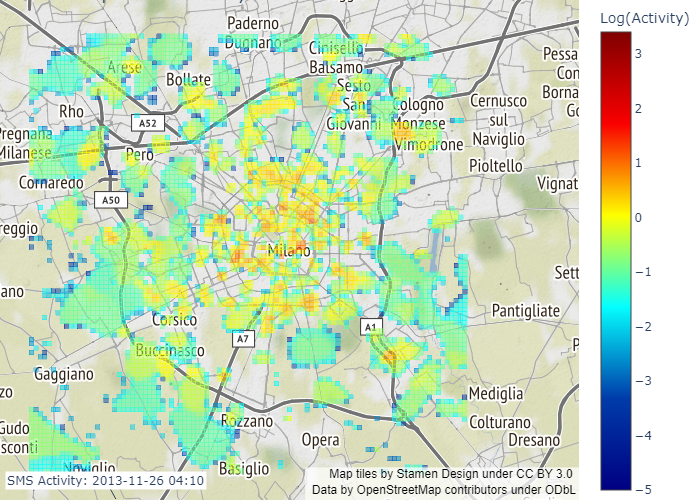 Log(Activity)
3
2
1
0
−1
−2
−3
−4
−5
Paderno
Dugnano
Cinisello
Balsamo
Arese
Bollate
Sesto
San
Giovanni
Cologno
Monzese
Cernusco
sul
Naviglio
Pessa
Con
Borna
Go
Rho
A52
Pregnana
Milanese
Pero
Vimodrone
Pioltello
Cornaredo
Vignat
A50
reggio
Milano
Sett
ano
Corsico
Pantigliate
A7
A1
P
Buccinasco
Gaggiano
zo
Mediglia
Colturano
Rozzano
Gudo
sconti
Opera
Dresano
Noviglio
Basiglio
SMS Activity: 2013-11-26 04:10
Map tiles by Stamen Design under CC BY 3.0
Data by OpenStreetMap contributors under ODbL